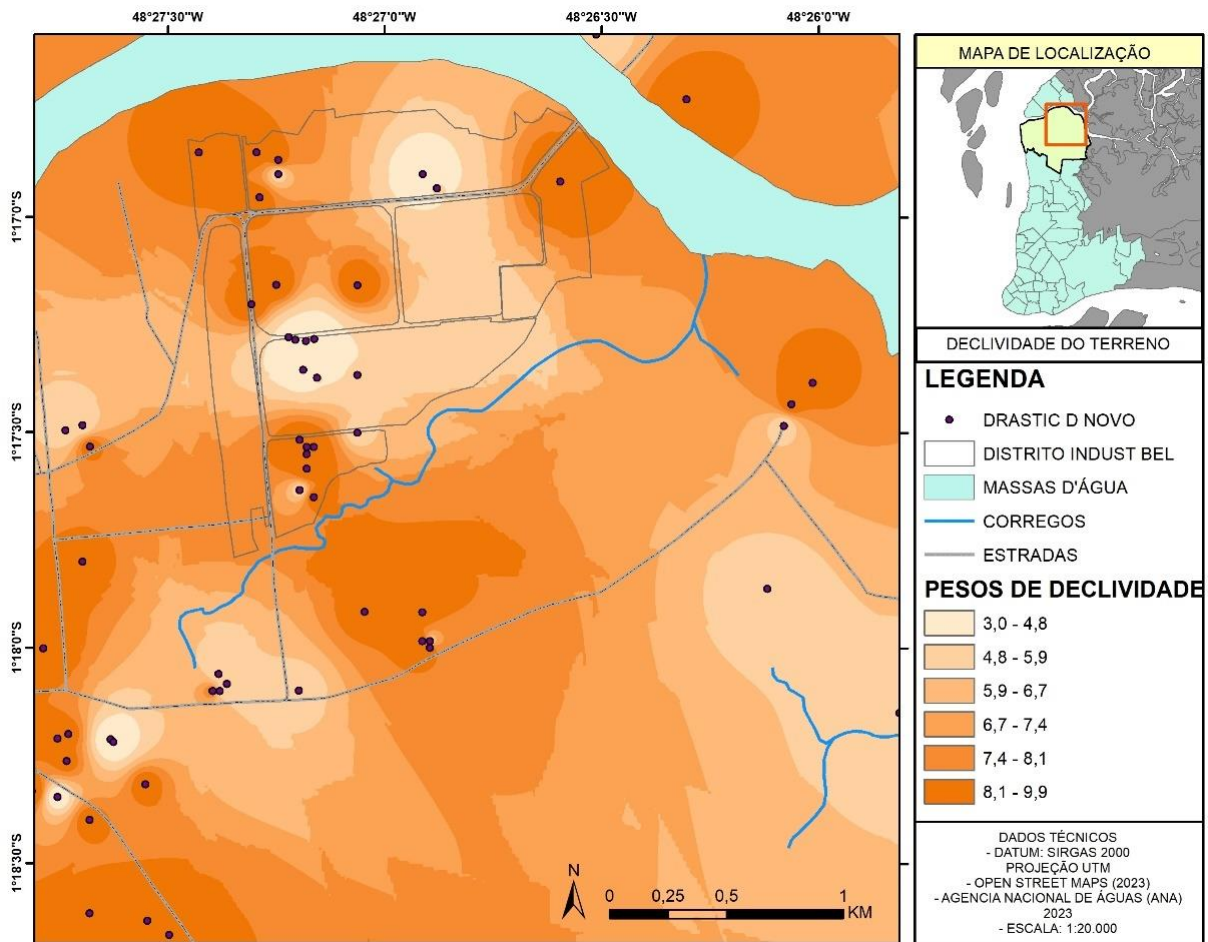 48°27'30"W
48°27'0"W
48°26'30"W
48°26'0"W
1°17'0"S
1°17'30"S
1°18'0"S
1°18'30"S
N
0 0,25 0,5 1
KM
MAPA DE LOCALIZAÇÃO
DECLIVIDADE DO TERRENO
LEGENDA
DRASTIC D NOVO
DISTRITO INDUST BEL
MASSAS D'ÁGUA
CORREGOS
ESTRADAS
PESOS DE DECLIVIDADE
3,0 - 4,8
4,8 - 5,9
5,9 - 6,7
6,7 - 7,4
7,4 - 8,1
8,1 - 9,9
DADOS TÉCNICOS
- DATUM: SIRGAS 2000
PROJEÇÃO UTM
- OPEN STREET MAPS (2023)
- AGENCIA NACIONAL DE ÁGUAS (ANA)
2023
- ESCALA: 1:20.000